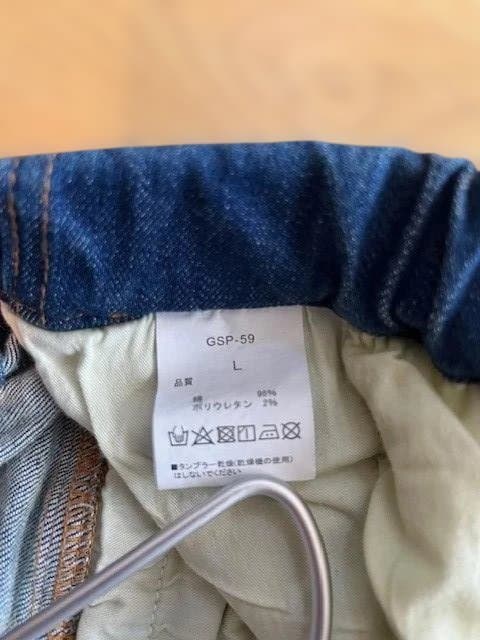 GSP-59
L
品質
綿 98%
ポリウレタン 2%
■タンブラー乾燥(乾燥機の使用)
はしないでください